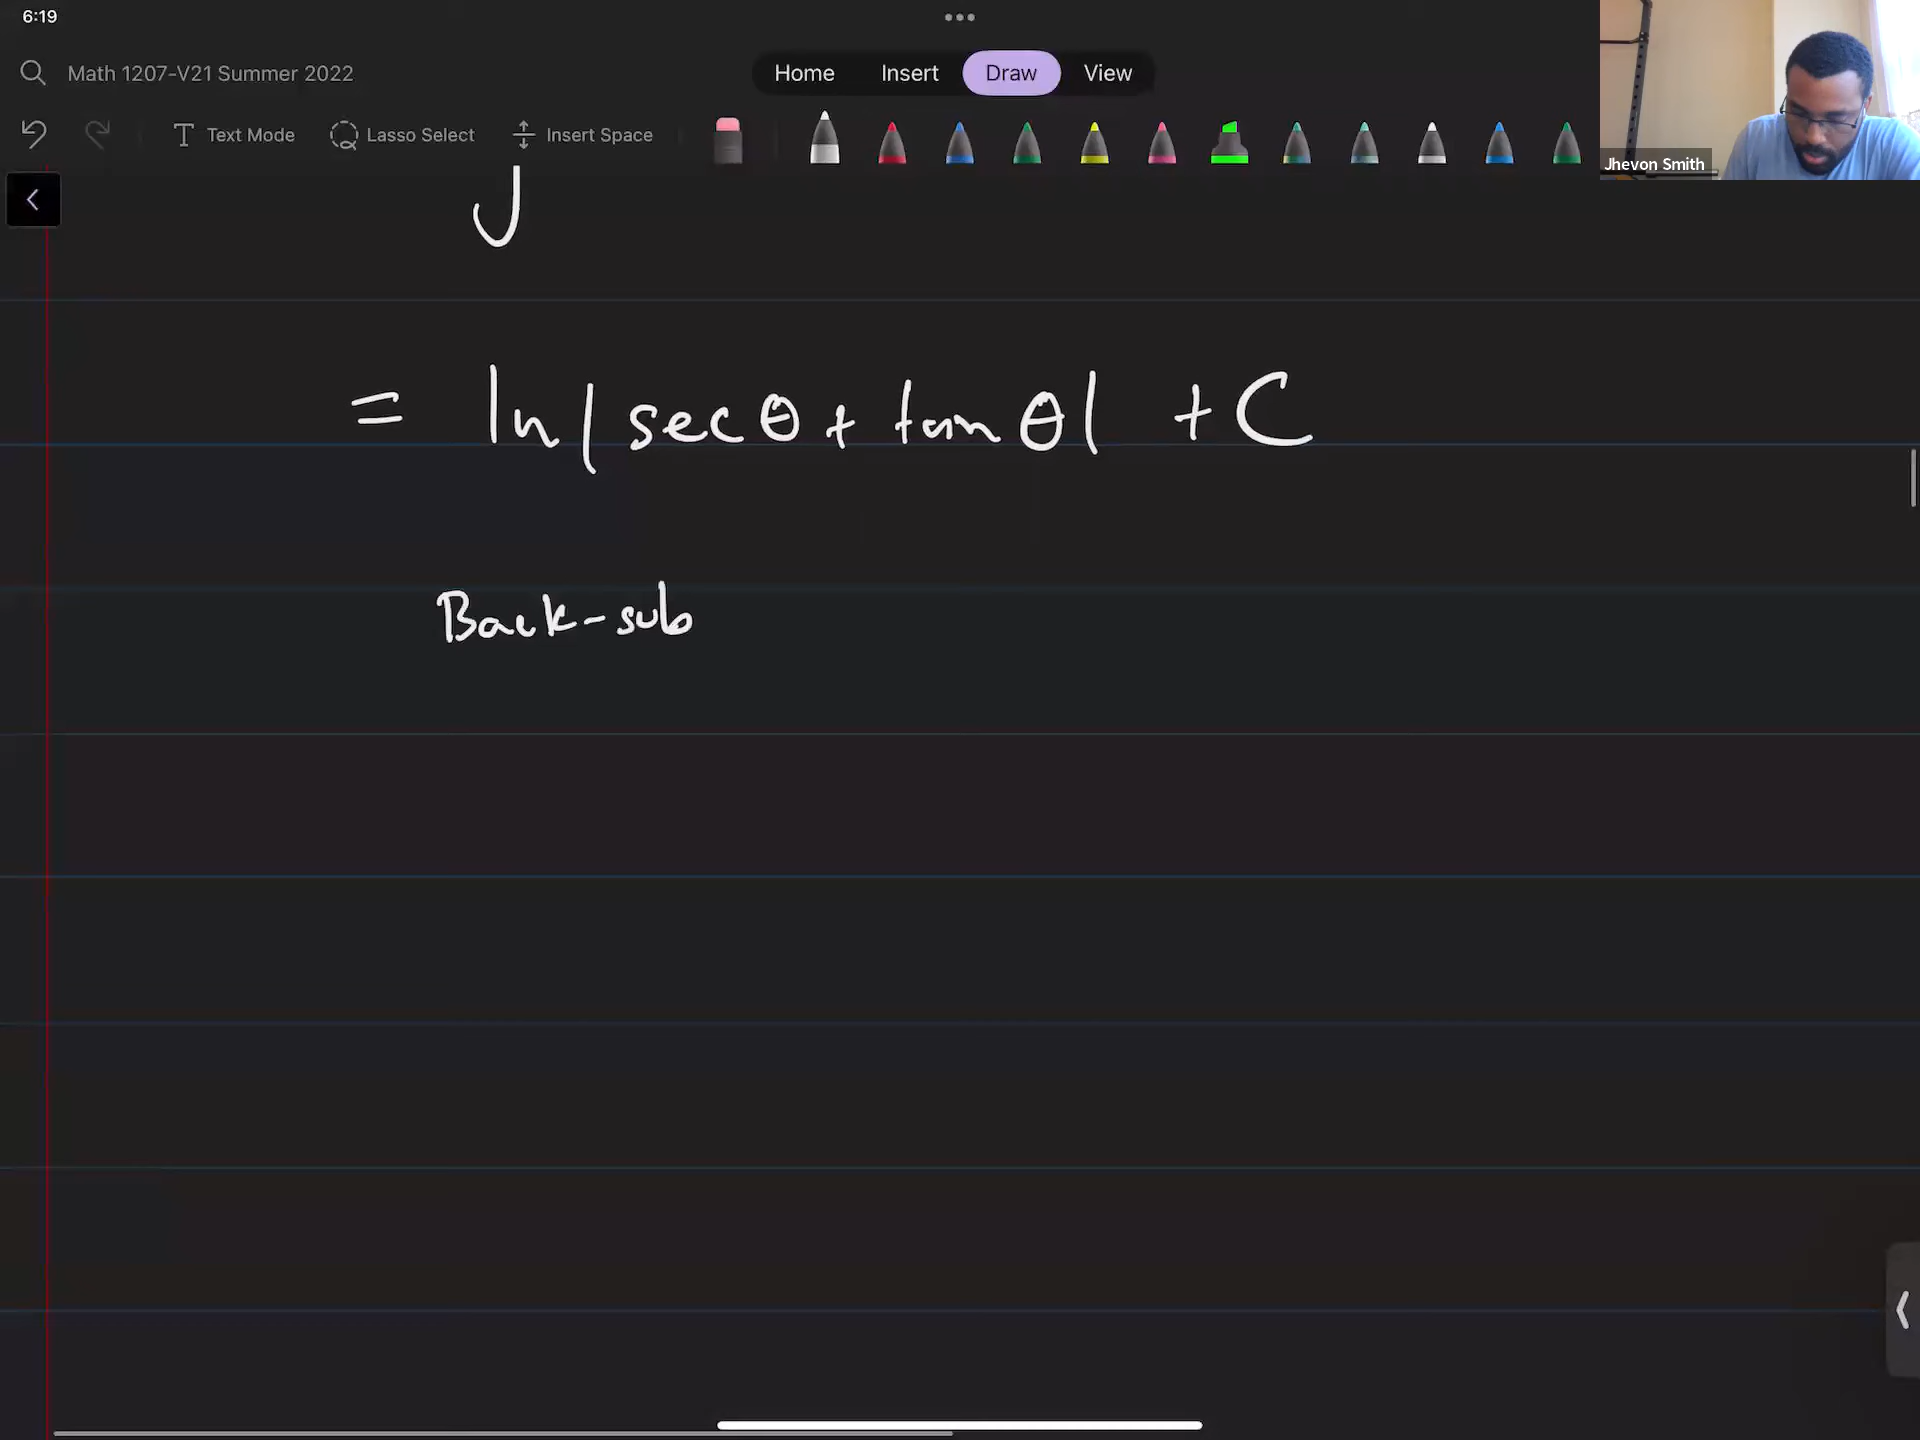 6:19
Math 1207-V21 Summer 2022
Home Insert Draw View
Text Mode Lasso Select Insert Space
Jhevon Smith
∫
= ln|secθ + tanθ| + C
Back-sub